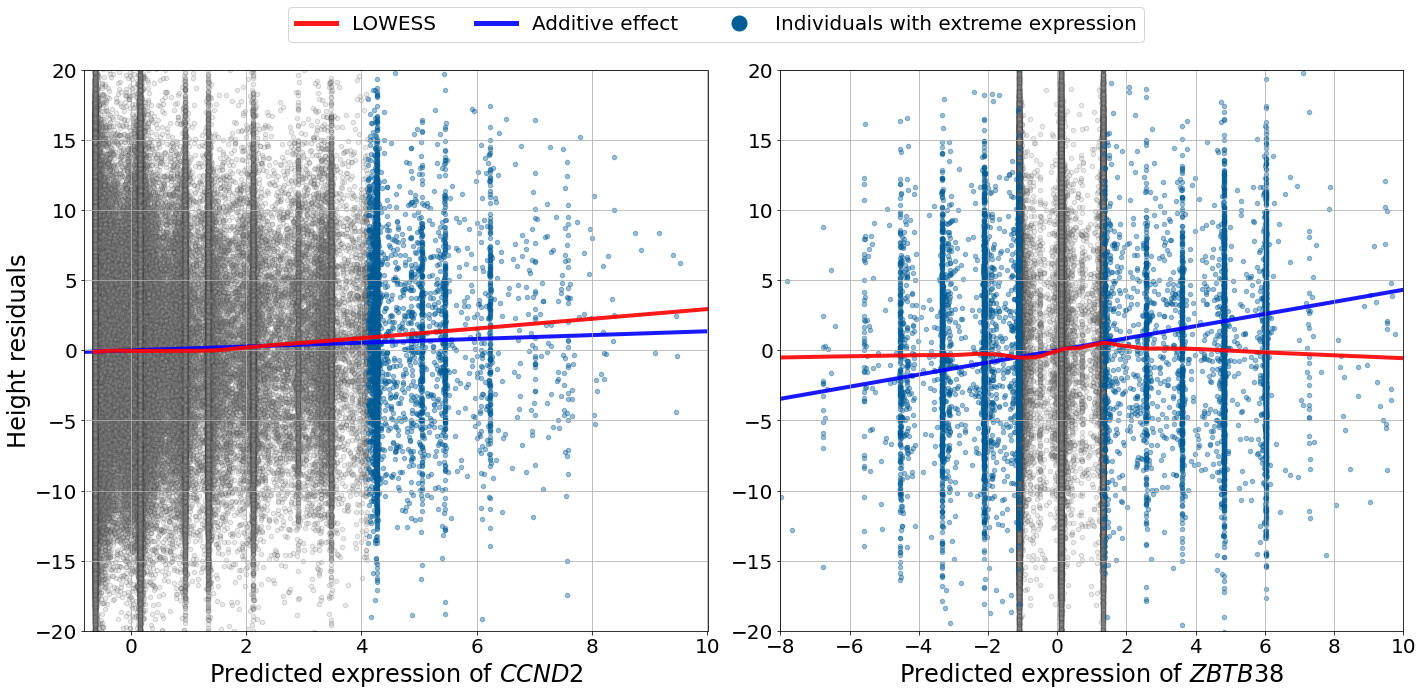 LOWESS Additive effect Individuals with extreme expression
20 20
15 15
10 10
5 5
0 0
−5 −5
−10 −10
−15 −15
−20 −20
Height residuals
0 2 4 6 8 10 −8 −6 −4 −2 0 2 4 6 8 10
Predicted expression of CCND2 Predicted expression of ZBTB38